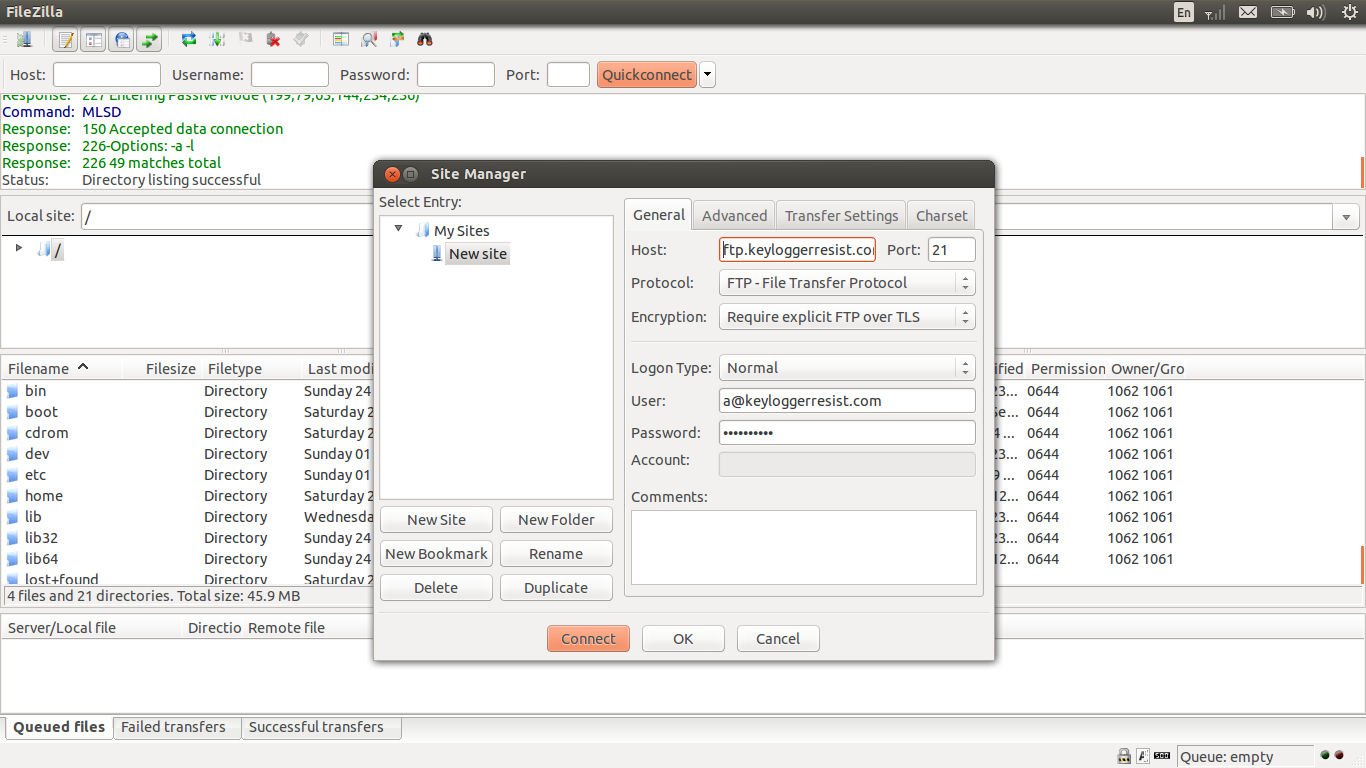 FileZilla
En
Host: Username: Password: Port: Quickconnect
Response: 227 Entering Passive Mode
Command: MLSD
Response: 150 Accepted data connection
Response: 226-Options: -a -l
Response: 226 49 matches total
Status: Directory listing successful
Local site: /
/
Filename Filesize Filetype Last modi
bin Directory Sunday 24
boot Directory Saturday 2
cdrom Directory Saturday 2
dev Directory Sunday 01
etc Directory Sunday 01
home Directory Saturday 2
lib Directory Wednesda
lib32 Directory Sunday 24
lib64 Directory Sunday 24
lost+found Directory Saturday 2
4 files and 21 directories. Total size: 45.9 MB
Site Manager
Select Entry:
My Sites
New site
New Site New Folder
New Bookmark Rename
Delete Duplicate
General Advanced Transfer Settings Charset
Host: ftp.keyloggerresist.co Port: 21
Protocol: FTP - File Transfer Protocol
Encryption: Require explicit FTP over TLS
Logon Type: Normal
User: a@keyloggerresist.com
Password: ••••••••••
Account:
Comments:
Connect OK Cancel
ified Permission Owner/Gro
23... 0644 1062 1061
Se... 0644 1062 1061
4 ... 0644 1062 1061
23... 0644 1062 1061
9 ... 0644 1062 1061
12... 0644 1062 1061
23... 0644 1062 1061
23... 0644 1062 1061
12... 0644 1062 1061
Server/Local file Directio Remote file
Queued files Failed transfers Successful transfers
Queue: empty